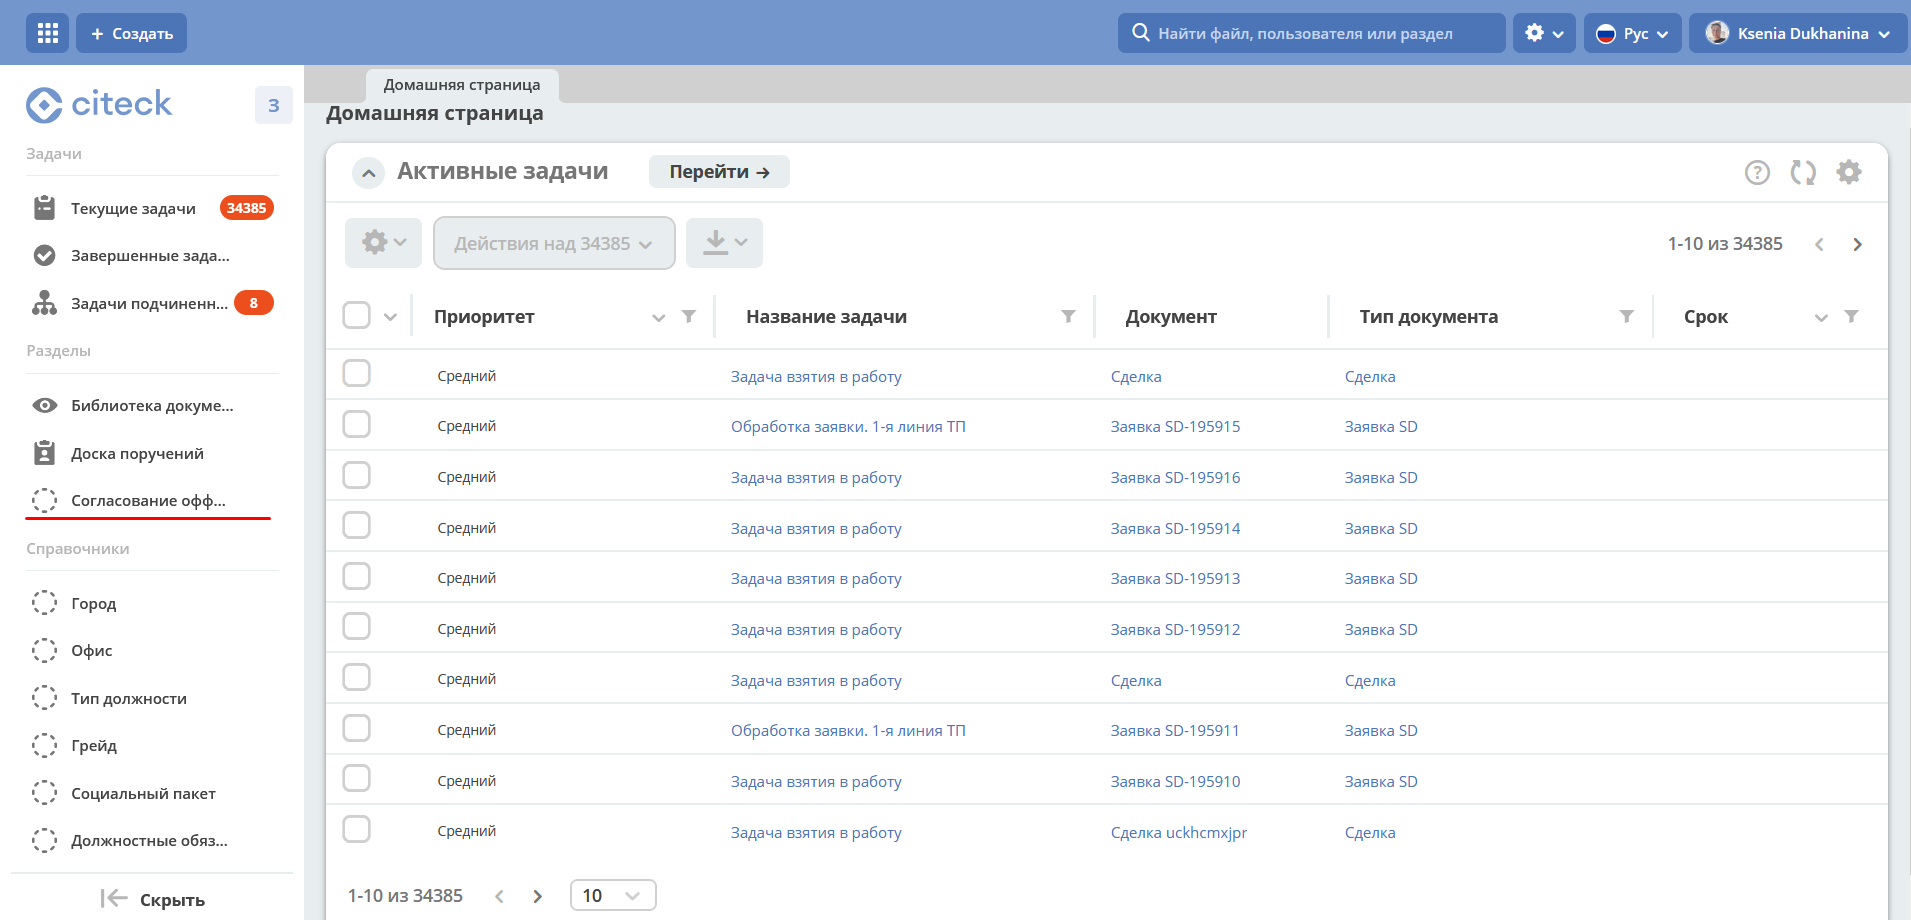 + Создать
Найти файл, пользователя или раздел
Рус
Ksenia Dukhanina
citeck
3
Задачи
Текущие задачи 34385
Завершенные зада...
Задачи подчиненн... 8
Разделы
Библиотека докуме...
Доска поручений
Согласование офф...
Справочники
Город
Офис
Тип должности
Грейд
Социальный пакет
Должностные обяз...
Скрыть
Домашняя страница
Домашняя страница
Активные задачи
Перейти →
?
Действия над 34385
1-10 из 34385
Приоритет Название задачи Документ Тип документа Срок
Средний Задача взятия в работу Сделка Сделка
Средний Обработка заявки. 1-я линия ТП Заявка SD-195915 Заявка SD
Средний Задача взятия в работу Заявка SD-195916 Заявка SD
Средний Задача взятия в работу Заявка SD-195914 Заявка SD
Средний Задача взятия в работу Заявка SD-195913 Заявка SD
Средний Задача взятия в работу Заявка SD-195912 Заявка SD
Средний Задача взятия в работу Сделка Сделка
Средний Обработка заявки. 1-я линия ТП Заявка SD-195911 Заявка SD
Средний Задача взятия в работу Заявка SD-195910 Заявка SD
Средний Задача взятия в работу Сделка uckhcmxjpr Сделка
1-10 из 34385
10